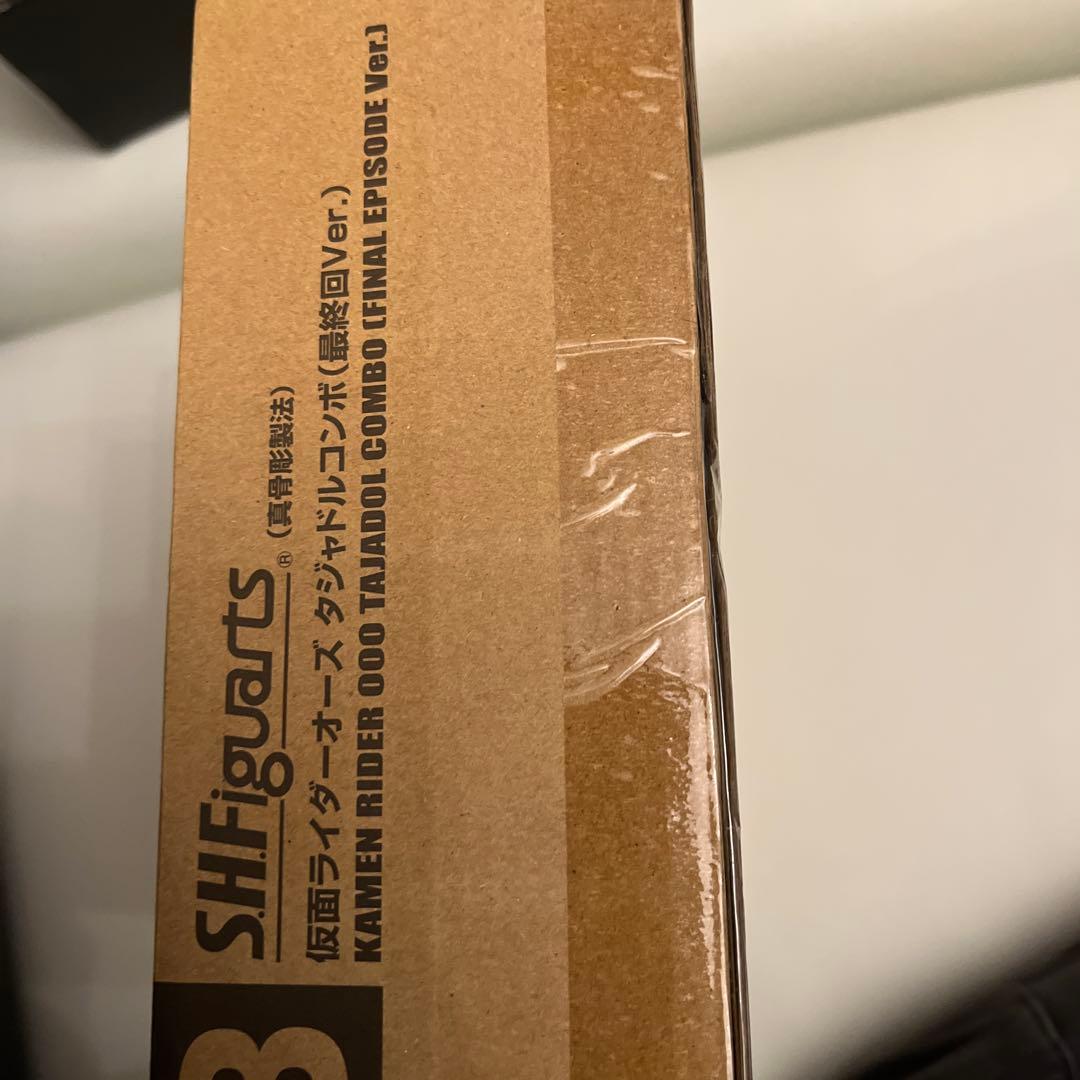 S.H.Figuarts
® (真骨彫製法)
仮面ライダーオーズ タジャドルコンボ(最終回Ver.)
KAMEN RIDER OOO TAJADOL COMBO (FINAL EPISODE Ver.)